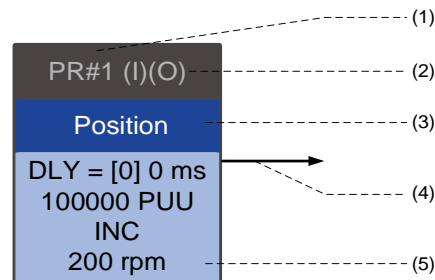 (1)
PR#1 (I)(O)
(2)
Position
(3)
DLY = [0] 0 ms
100000 PUU
(4)
INC
200 rpm
(5)